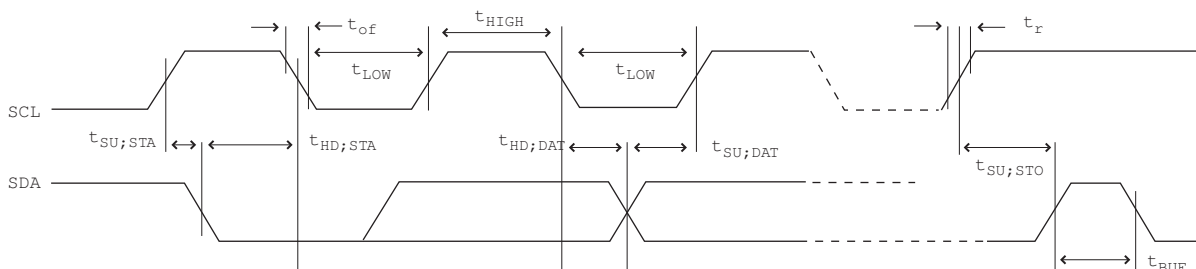 t_of
t_HIGH
t_r
t_LOW
t_LOW
SCL
t_SU;STA
t_HD;STA
t_HD;DAT
t_SU;DAT
t_SU;STO
SDA
t_BUF